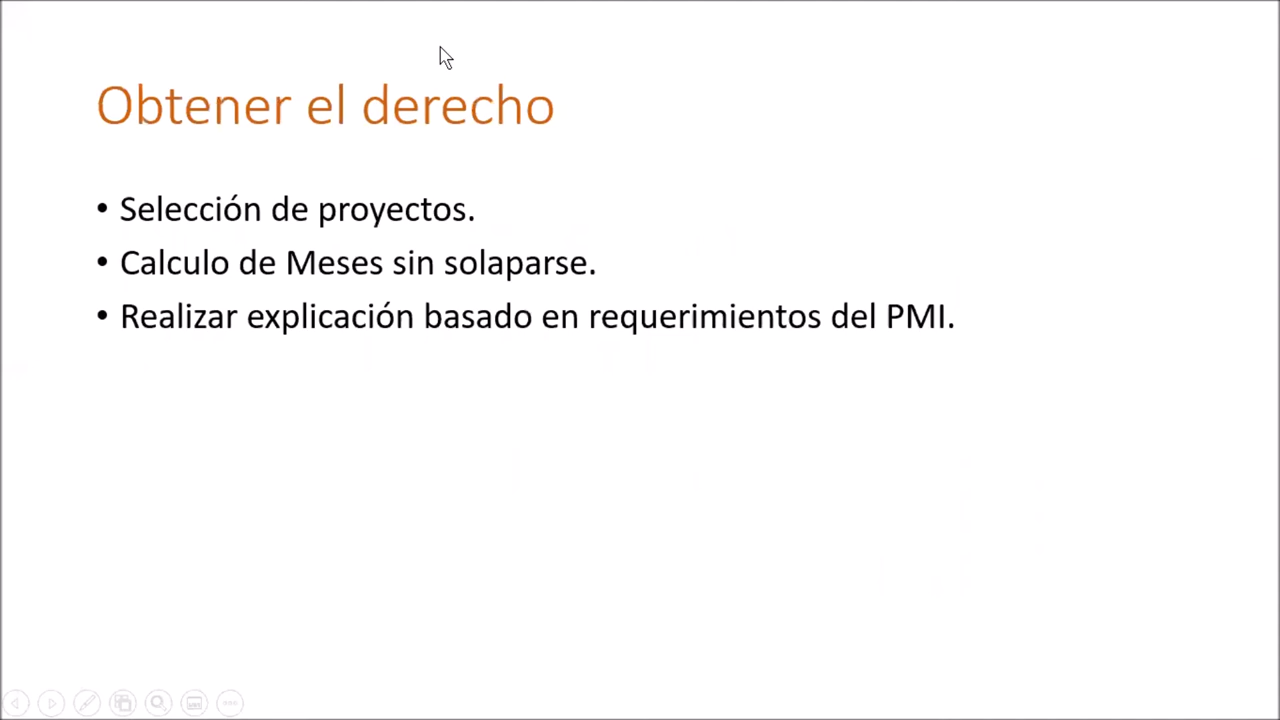 Obtener el derecho
• Selección de proyectos.
• Calculo de Meses sin solaparse.
• Realizar explicación basado en requerimientos del PMI.